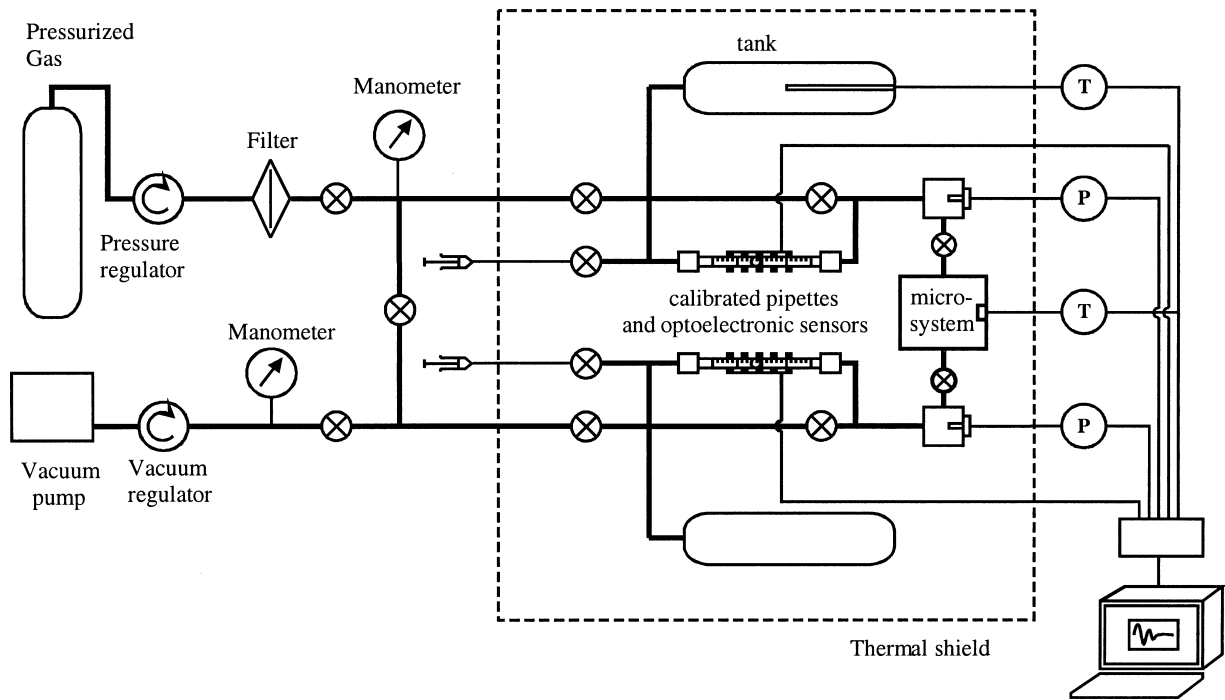 Pressurized
Gas
Manometer
Filter
Pressure
regulator
tank
T
P
calibrated pipettes
and optoelectronic sensors
micro-
system
T
Manometer
Vacuum
pump
Vacuum
regulator
P
Thermal shield